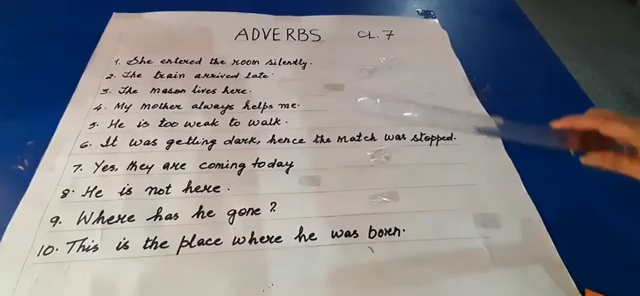 ADVERBS CL. 7
1. She entered the room silently.
2. The train arrived late.
3. The mason lives here.
4. My mother always helps me.
5. He is too weak to walk.
6. It was getting dark, hence the match was stopped.
7. Yes, they are coming today
8. He is not here.
9. Where has he gone?
10. This is the place where he was born.